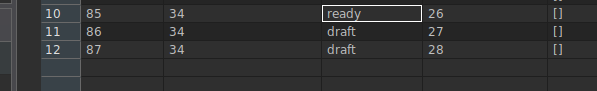 10 85 34 ready 26 []
11 86 34 draft 27 []
12 87 34 draft 28 []